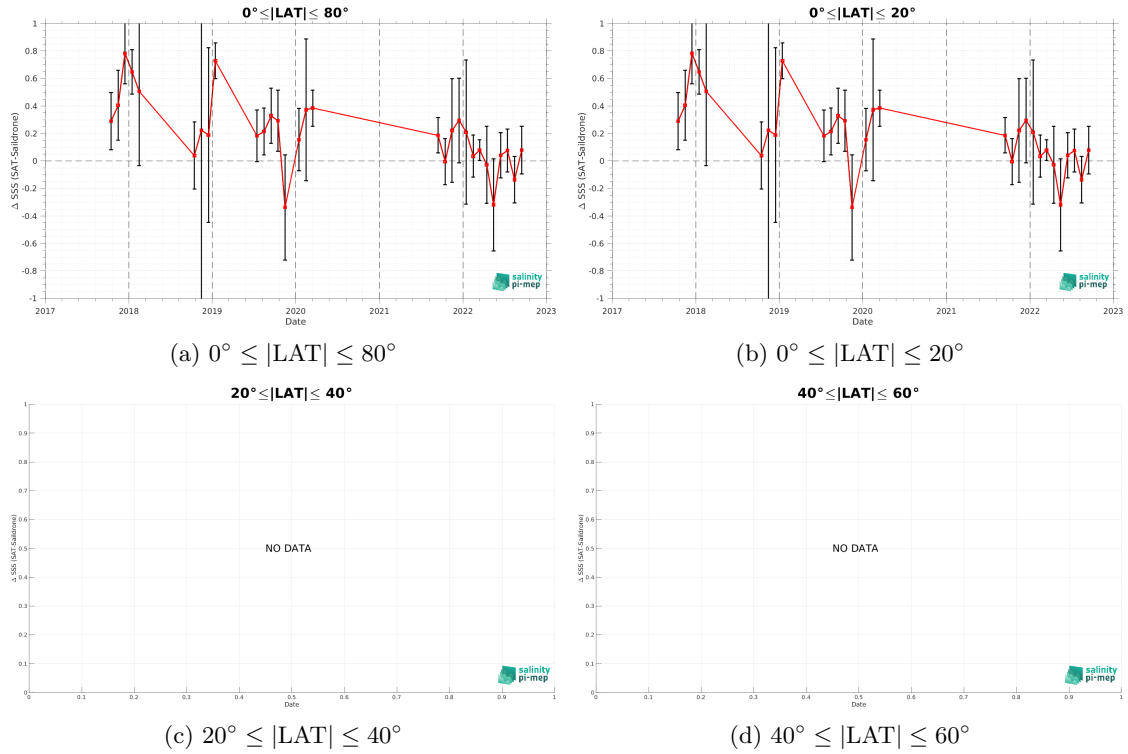 0°≤|LAT|≤ 80°
1
0.8
0.6
0.4
0.2
0
-0.2
-0.4
-0.6
-0.8
-1
Δ SSS (SAT-Saildrone)
2017 2018 2019 2020 2021 2022 2023
Date
salinity
pi-mep
(a) 0° ≤ |LAT| ≤ 80°
0°≤|LAT|≤ 20°
1
0.8
0.6
0.4
0.2
0
-0.2
-0.4
-0.6
-0.8
-1
Δ SSS (SAT-Saildrone)
2017 2018 2019 2020 2021 2022 2023
Date
salinity
pi-mep
(b) 0° ≤ |LAT| ≤ 20°
20°≤|LAT|≤ 40°
1
0.9
0.8
0.7
0.6
0.5
0.4
0.3
0.2
0.1
0
Δ SSS (SAT-Saildrone)
NO DATA
0 0.1 0.2 0.3 0.4 0.5 0.6 0.7 0.8 0.9 1
Date
salinity
pi-mep
(c) 20° ≤ |LAT| ≤ 40°
40°≤|LAT|≤ 60°
1
0.9
0.8
0.7
0.6
0.5
0.4
0.3
0.2
0.1
0
Δ SSS (SAT-Saildrone)
NO DATA
0 0.1 0.2 0.3 0.4 0.5 0.6 0.7 0.8 0.9 1
Date
salinity
pi-mep
(d) 40° ≤ |LAT| ≤ 60°